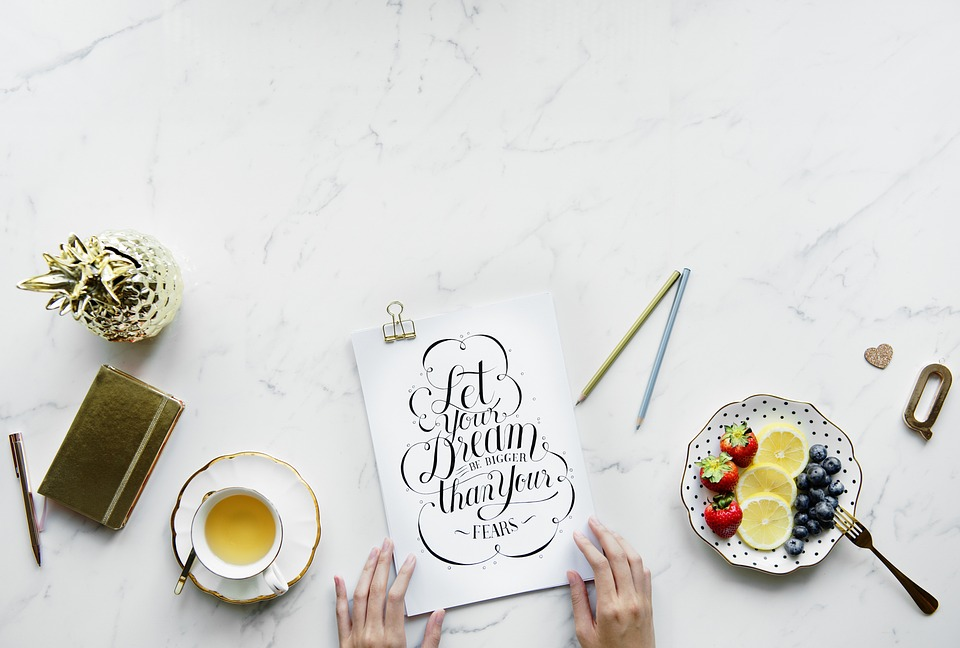 Let
Your
Dream
BE BIGGER
than Your
~ FEARS ~